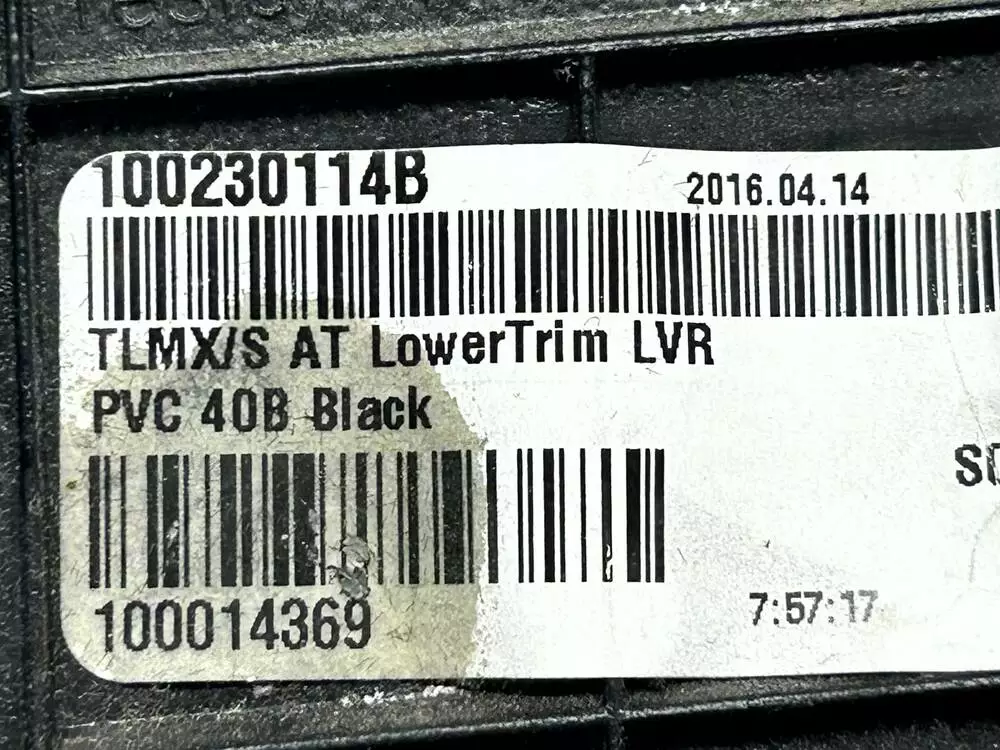 100230114B
2016.04.14
TLMX/S AT LowerTrim LVR
PVC 40B Black
100014369
7:57:17